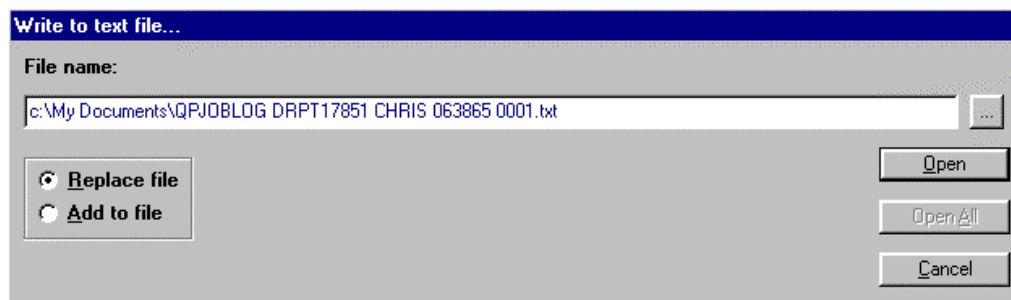 Write to text file...
File name:
c:\My Documents\QPJOBLOG DRPT17851 CHRIS 063865 0001.txt
...
Replace file
Add to file
Open
Open All
Cancel